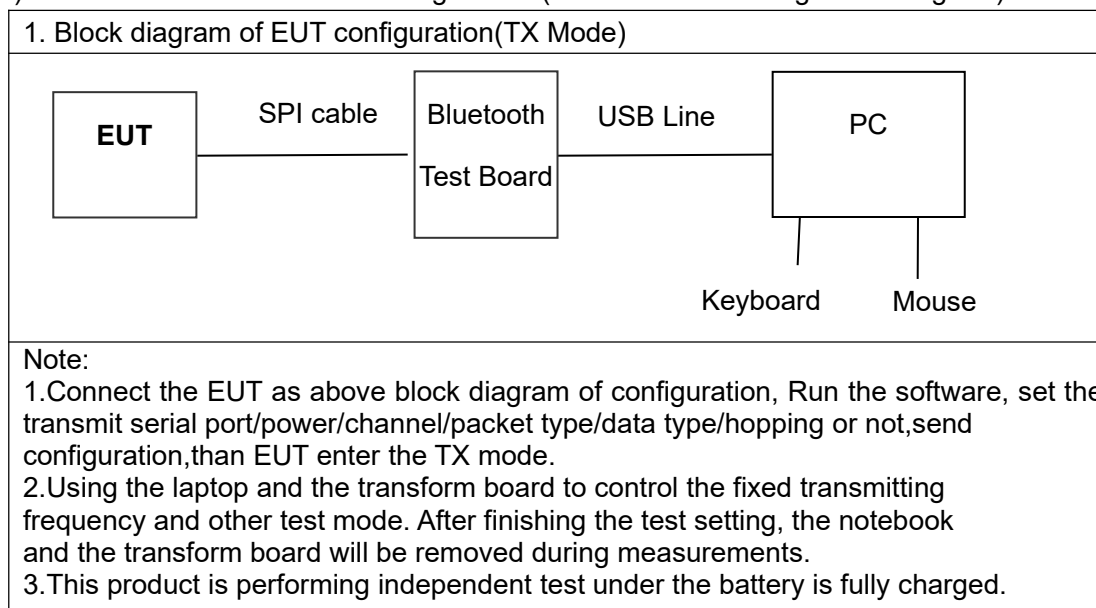 1. Block diagram of EUT configuration(TX Mode)
EUT
SPI cable
Bluetooth
Test Board
USB Line
PC
Keyboard
Mouse
Note:
1.Connect the EUT as above block diagram of configuration, Run the software, set the
transmit serial port/power/channel/packet type/data type/hopping or not,send
configuration,than EUT enter the TX mode.
2.Using the laptop and the transform board to control the fixed transmitting
frequency and other test mode. After finishing the test setting, the notebook
and the transform board will be removed during measurements.
3.This product is performing independent test under the battery is fully charged.